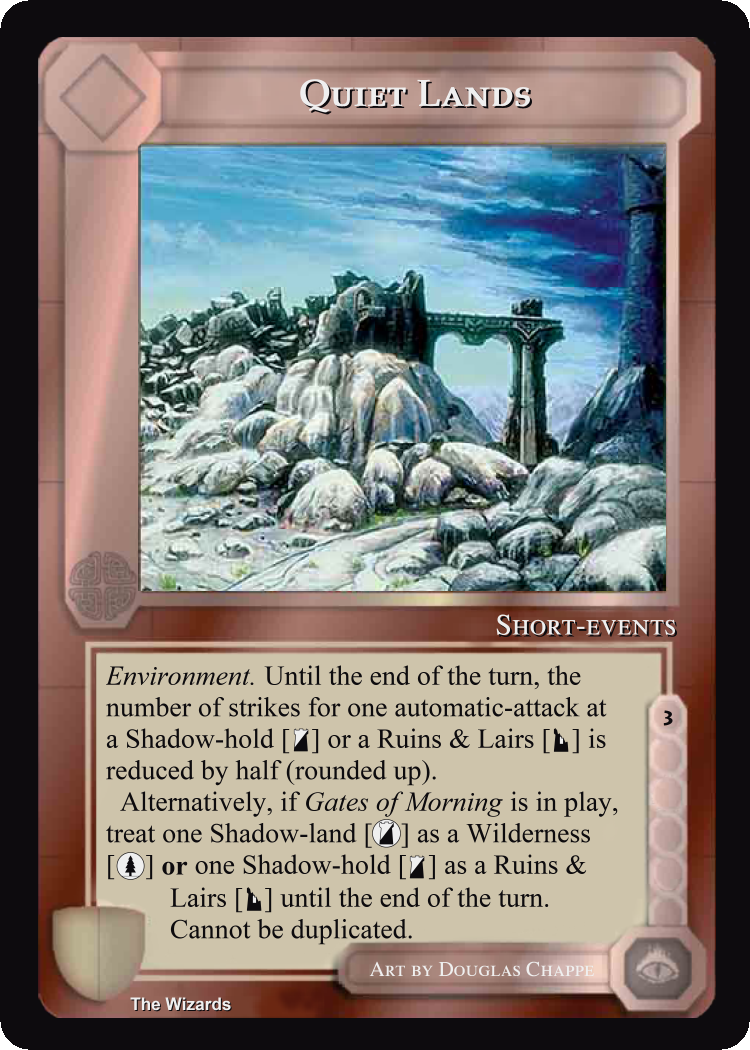 Quiet Lands
Short-events
Environment. Until the end of the turn, the
number of strikes for one automatic-attack at
a Shadow-hold [] or a Ruins & Lairs [] is
reduced by half (rounded up).
Alternatively, if Gates of Morning is in play,
treat one Shadow-land [] as a Wilderness
[] or one Shadow-hold [] as a Ruins &
Lairs [] until the end of the turn.
Cannot be duplicated.
3
Art by Douglas Chaffe
The Wizards